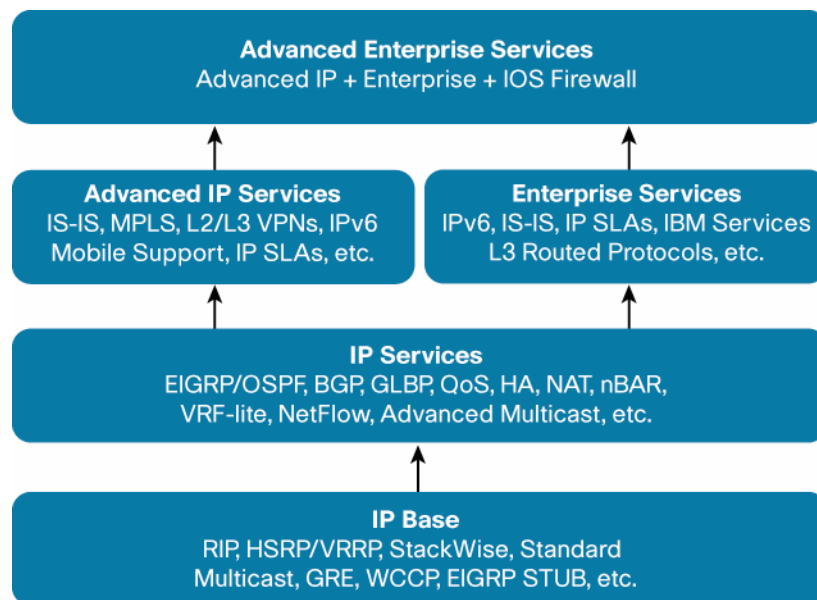 Advanced Enterprise Services
Advanced IP + Enterprise + IOS Firewall
Advanced IP Services
IS-IS, MPLS, L2/L3 VPNs, IPv6
Mobile Support, IP SLAs, etc.
Enterprise Services
IPv6, IS-IS, IP SLAs, IBM Services
L3 Routed Protocols, etc.
IP Services
EIGRP/OSPF, BGP, GLBP, QoS, HA, NAT, nBAR,
VRF-lite, NetFlow, Advanced Multicast, etc.
IP Base
RIP, HSRP/VRRP, StackWise, Standard
Multicast, GRE, WCCP, EIGRP STUB, etc.